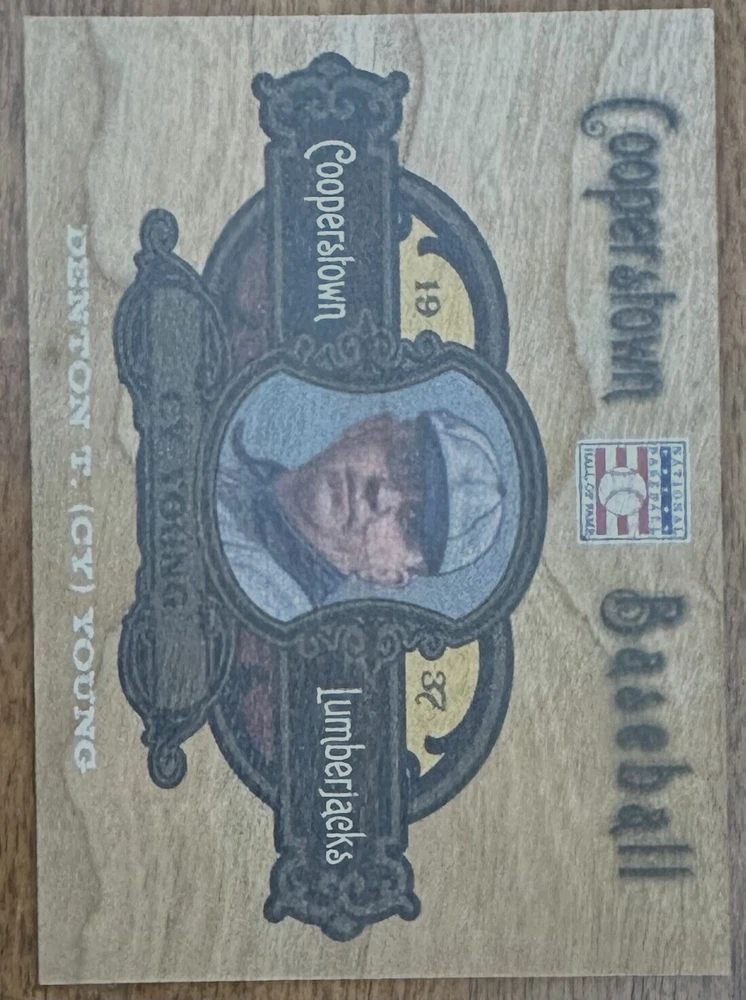 Cooperstown Baseball
NATIONAL
BASEBALL
HALL OF FAME
19 37
Cooperstown Lumberjacks
CY YOUNG
DENTON T. (CY) YOUNG